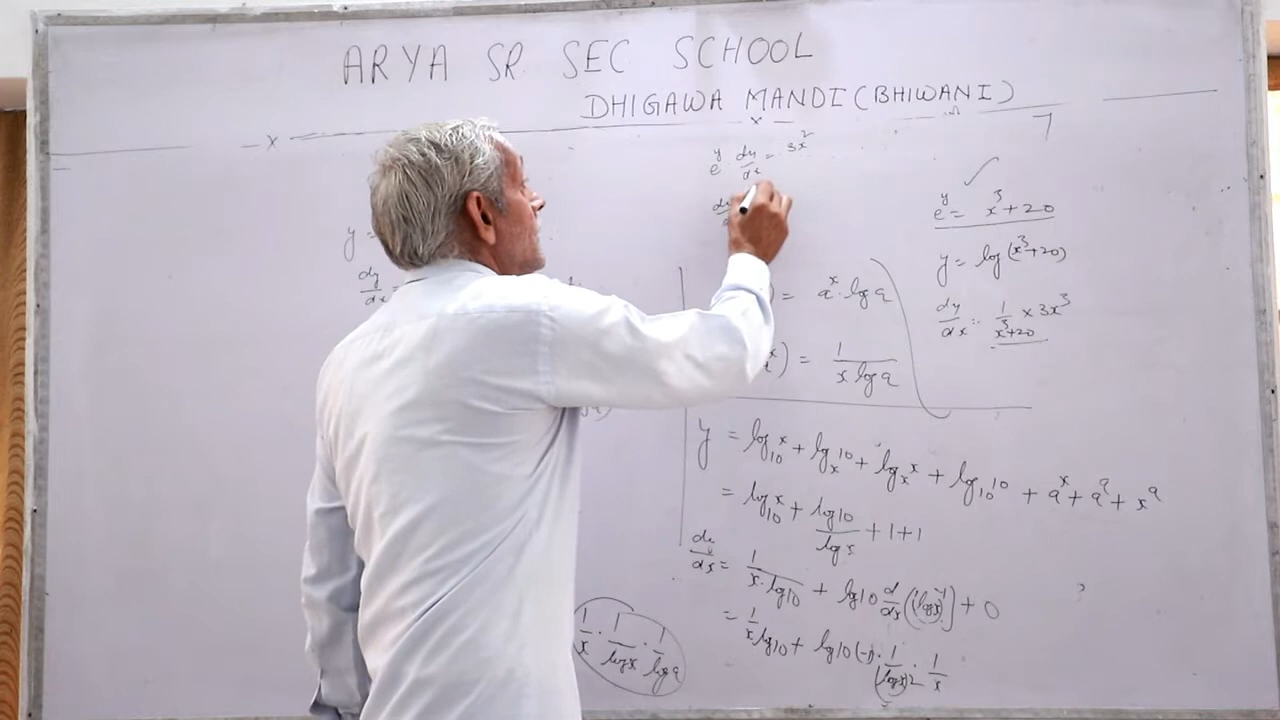 ARYA SR SEC SCHOOL
DHIGAWA MANDI (BHIWANI)
e^y dy/dx = 3x^2
e^y = x^3 + 20
y = log (x^3 + 20)
dy/dx = 1/(x^3+20) × 3x^3
y =
dy/dx
= a^x · log a
= 1/(x log a)
y = log_10 x + log_x 10 + log_x x + log_10 10 + a^x + a^a + x^a
= log_10 x + log 10/log x + 1 + 1
dy/dx = 1/(x · log 10) + log 10 d/dx ((log x)^-1) + 0
= 1/x log 10 + log 10 (-1) · 1/(log x)2 · 1/x
1/x · 1/log x · 1/log a